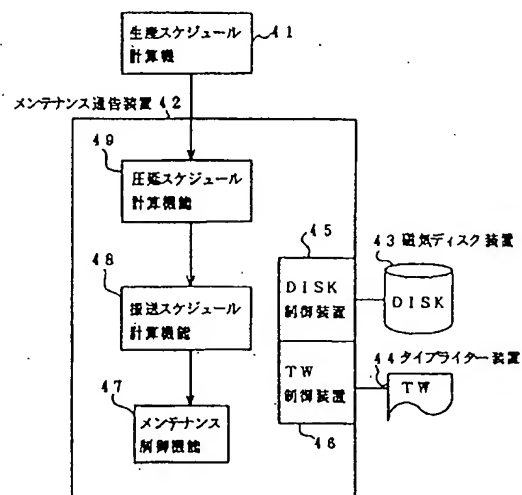 生産スケジュール
計算機
41
メンテナンス通告装置 42
49
圧延スケジュール
計算機能
48
搬送スケジュール
計算機能
47
メンテナンス
制御機能
45
DISK
制御装置
TW
制御装置
46
43 磁気ディスク装置
DISK
44 タイプライター装置
TW